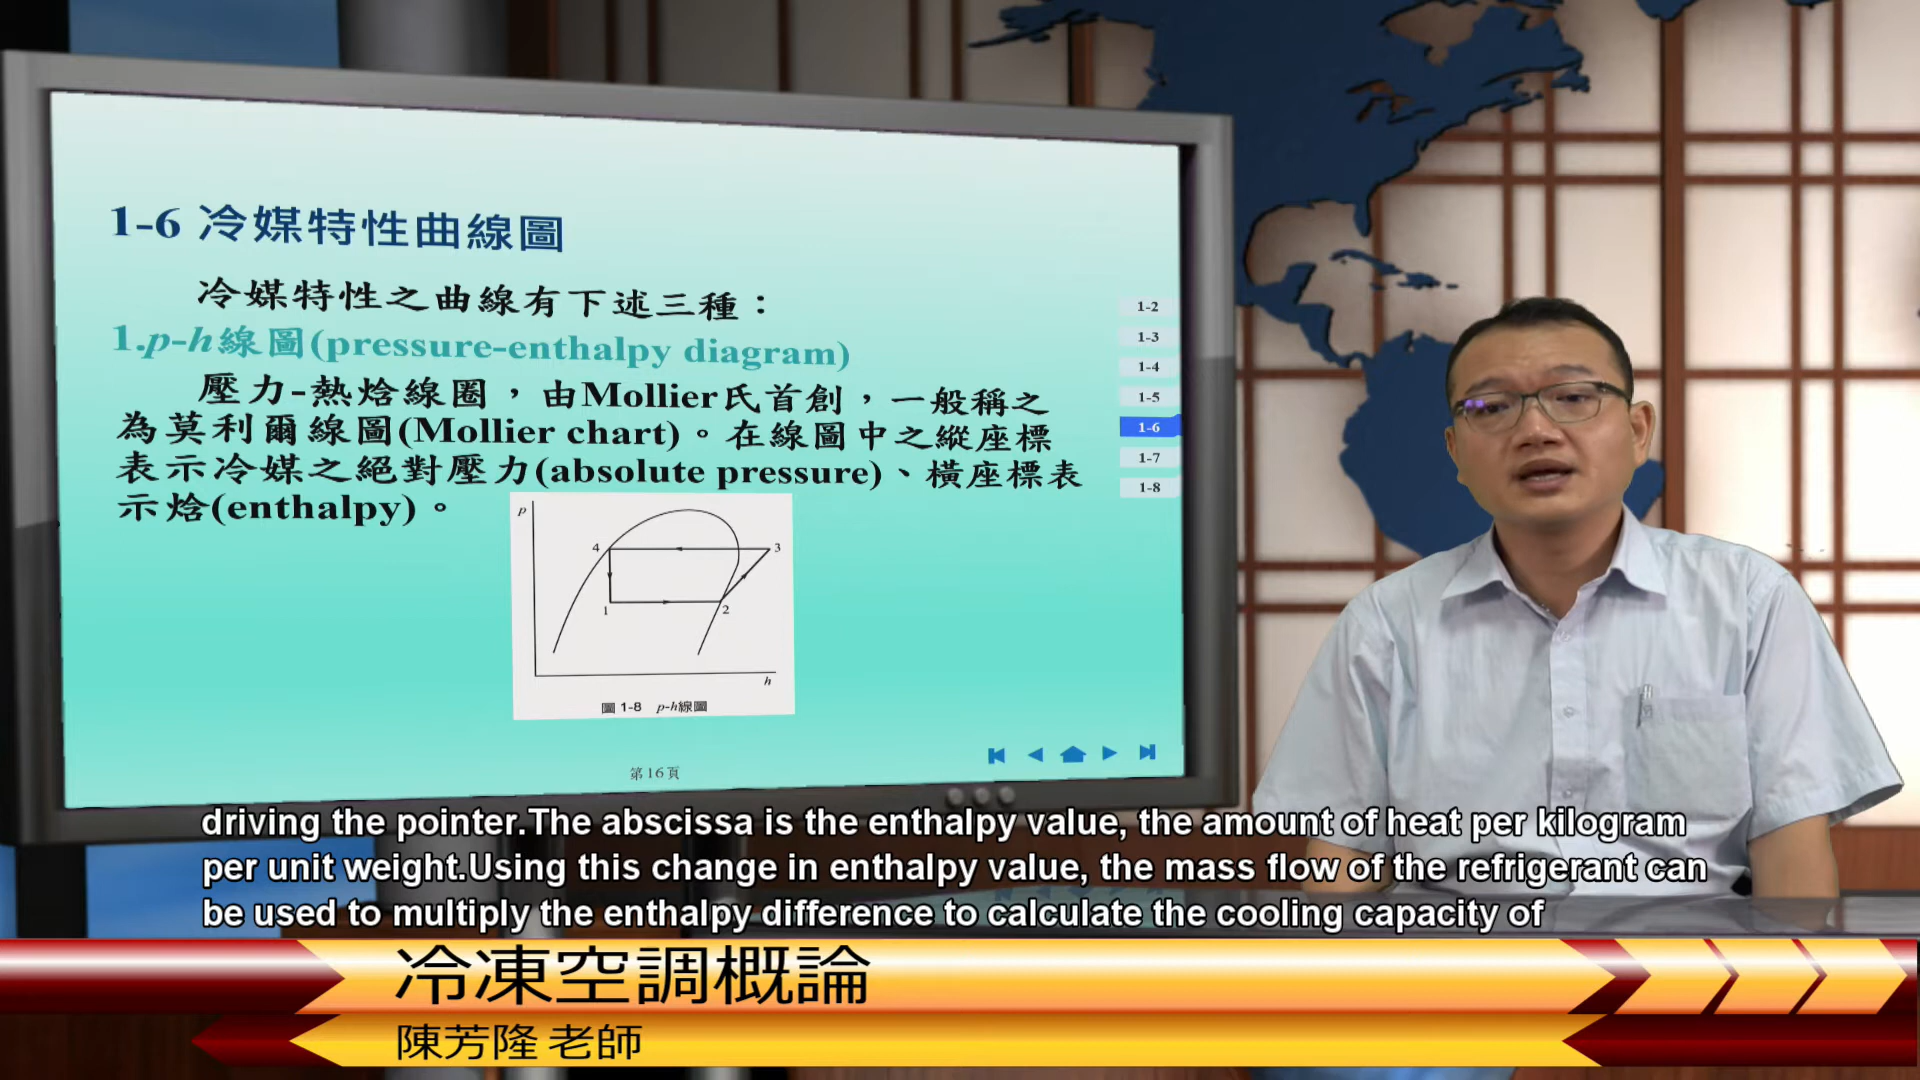 1-6 冷媒特性曲線圖
冷媒特性之曲線有下述三種：
1.p-h線圖(pressure-enthalpy diagram)
壓力-熱焓線圈，由Mollier氏首創，一般稱之
為莫利爾線圖(Mollier chart)。在線圖中之縱座標
表示冷媒之絕對壓力(absolute pressure)、橫座標表
示焓(enthalpy)。
p
4
3
1
2
h
圖 1-8 p-h線圖
第16頁
1-2
1-3
1-4
1-5
1-6
1-7
1-8
driving the pointer.The abscissa is the enthalpy value, the amount of heat per kilogram
per unit weight.Using this change in enthalpy value, the mass flow of the refrigerant can
be used to multiply the enthalpy difference to calculate the cooling capacity of
冷凍空調概論
陳芳隆 老師